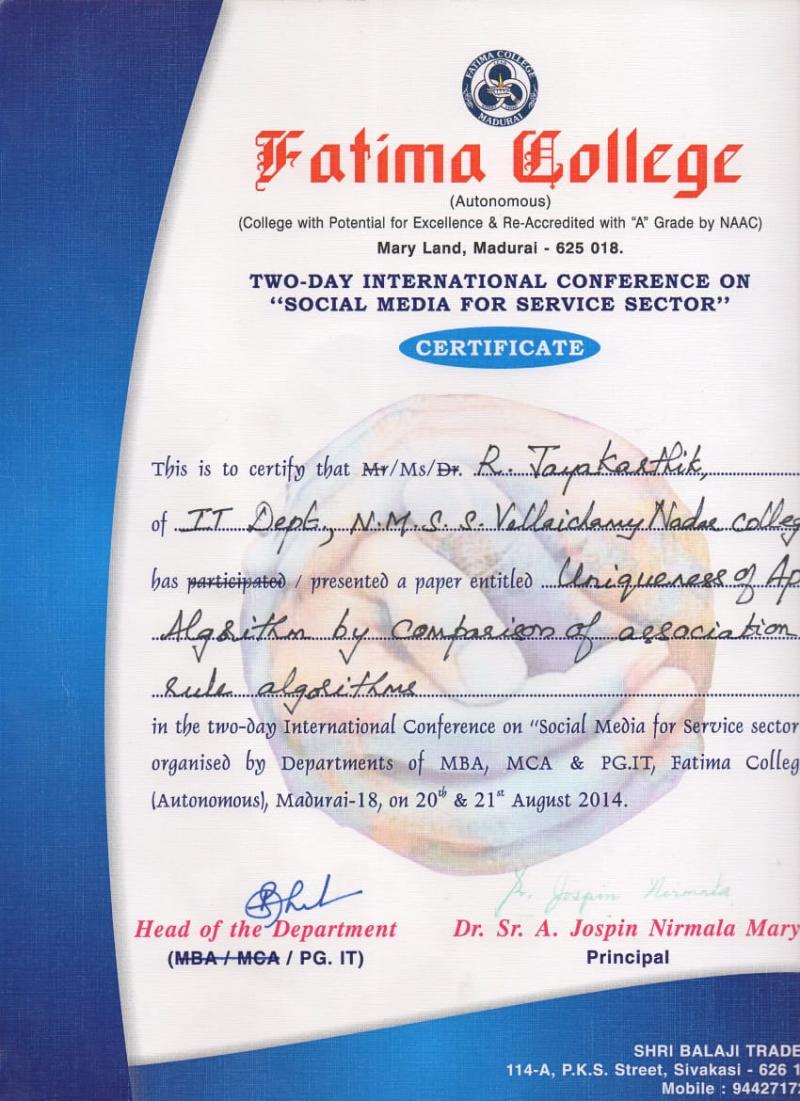 FATIMA COLLEGE
MADURAI
Fatima College
(Autonomous)
(College with Potential for Excellence & Re-Accredited with "A" Grade by NAAC)
Mary Land, Madurai - 625 018.
TWO-DAY INTERNATIONAL CONFERENCE ON
"SOCIAL MEDIA FOR SERVICE SECTOR"
CERTIFICATE
This is to certify that Mr/Ms/Dr. R. Jayakarthik,
of IT Dept., N.M.S.S. Vellaichamy Nadar colleg
has participated / presented a paper entitled Uniqueness of Ap
Algorithm by comparison of association
rule algorithms
in the two-day International Conference on "Social Media for Service sector
organised by Departments of MBA, MCA & PG.IT, Fatima Colleg
(Autonomous), Madurai-18, on 20th & 21st August 2014.
Sr. Jospin Nirmala
Head of the Department
Dr. Sr. A. Jospin Nirmala Mary
(MBA / MCA / PG. IT)
Principal
SHRI BALAJI TRADE
114-A, P.K.S. Street, Sivakasi - 626 1
Mobile : 9442717